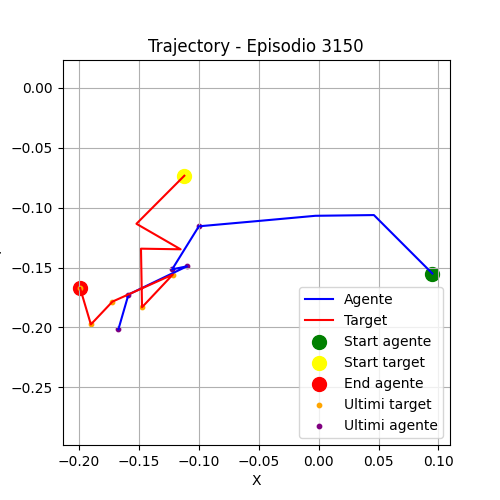 Trajectory - Episodio 3150
0.00
−0.05
−0.10
−0.15
−0.20
−0.25
−0.20
−0.15
−0.10
−0.05
0.00
0.05
0.10
X
Agente
Target
Start agente
Start target
End agente
Ultimi target
Ultimi agente